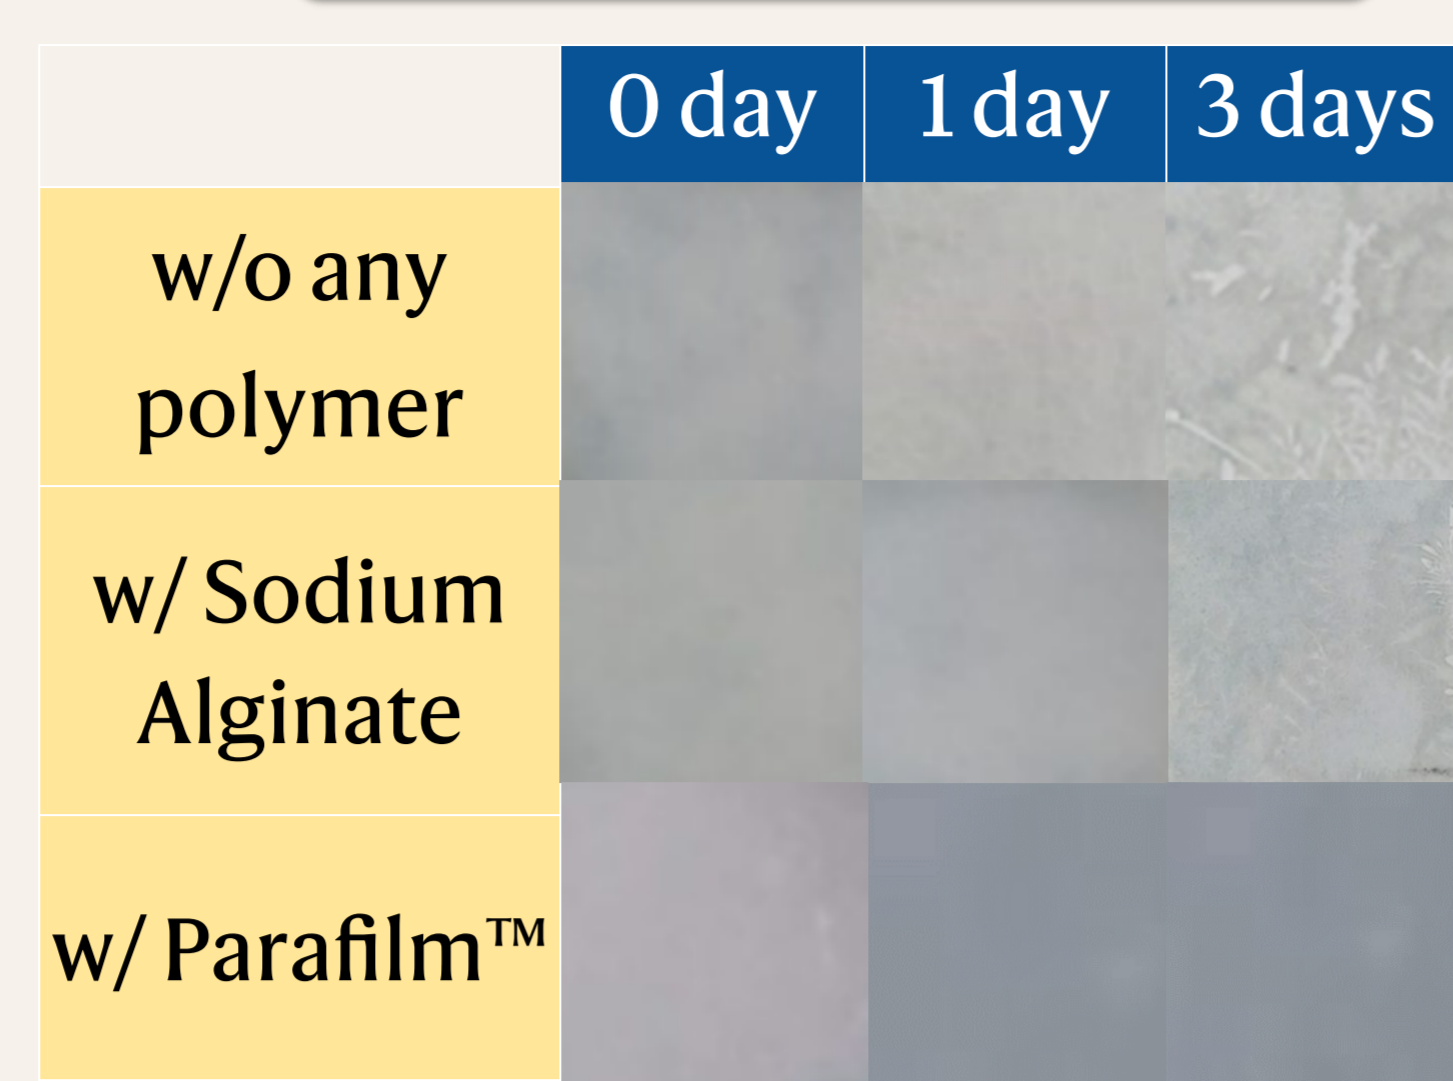 0 day
1 day
3 days
w/o any
polymer
w/ Sodium
Alginate
w/ Parafilm™